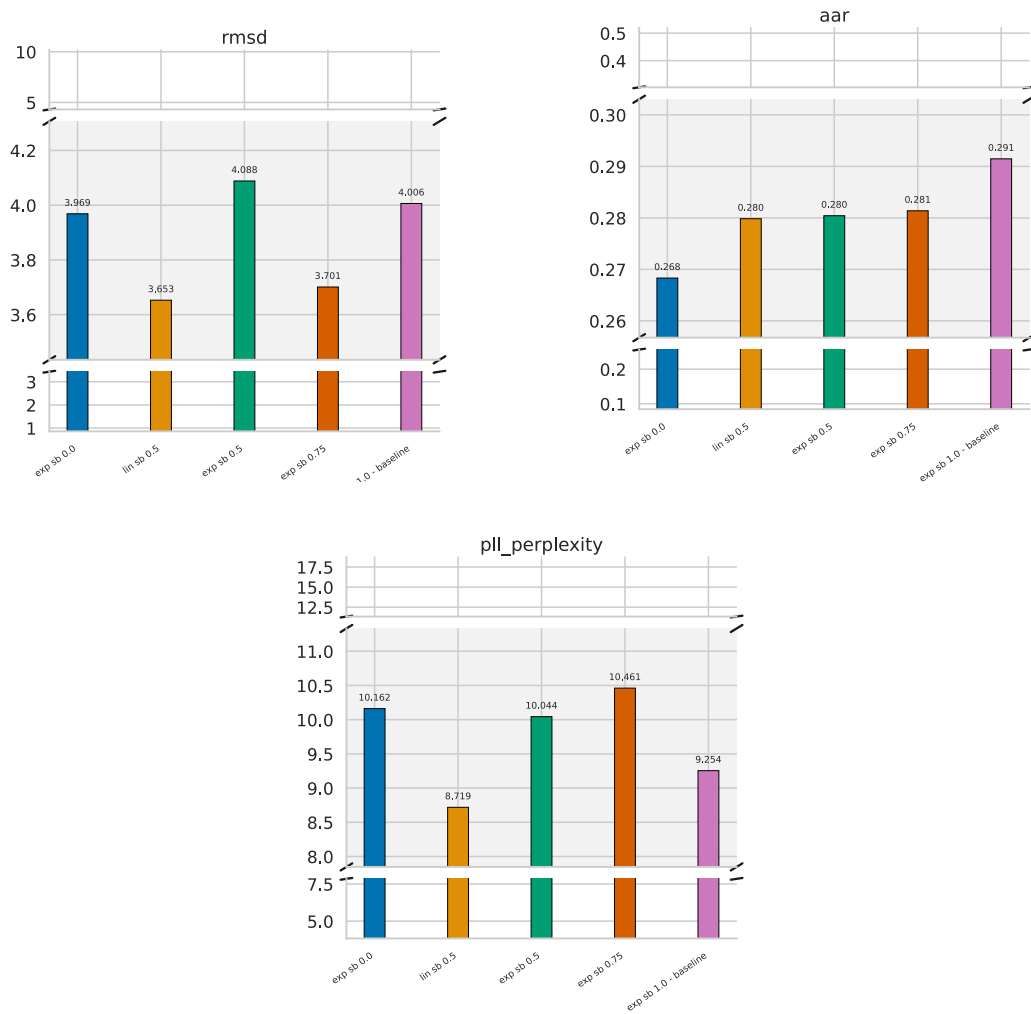 rmsd
10
5
4.2
4.0
3.8
3.6
3
2
1
3.969
3.653
4.088
3.701
4.006
exp sb 0.0
lin sb 0.5
exp sb 0.5
exp sb 0.75
1.0 - baseline
aar
0.5
0.4
0.30
0.29
0.28
0.27
0.26
0.2
0.1
0.268
0.280
0.280
0.281
0.291
exp sb 0.0
lin sb 0.5
exp sb 0.5
exp sb 0.75
exp sb 1.0 - baseline
pll_perplexity
17.5
15.0
12.5
11.0
10.5
10.0
9.5
9.0
8.5
8.0
7.5
5.0
10.162
8.719
10.044
10.461
9.254
exp sb 0.0
lin sb 0.5
exp sb 0.5
exp sb 0.75
exp sb 1.0 - baseline